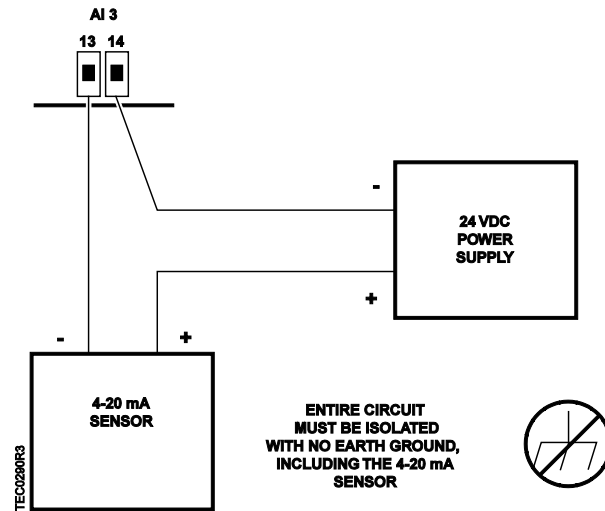 AI 3
13 14
-
24 VDC
POWER
SUPPLY
+
- +
4-20 mA
SENSOR
ENTIRE CIRCUIT
MUST BE ISOLATED
WITH NO EARTH GROUND,
INCLUDING THE 4-20 mA
SENSOR
TEC0290R3